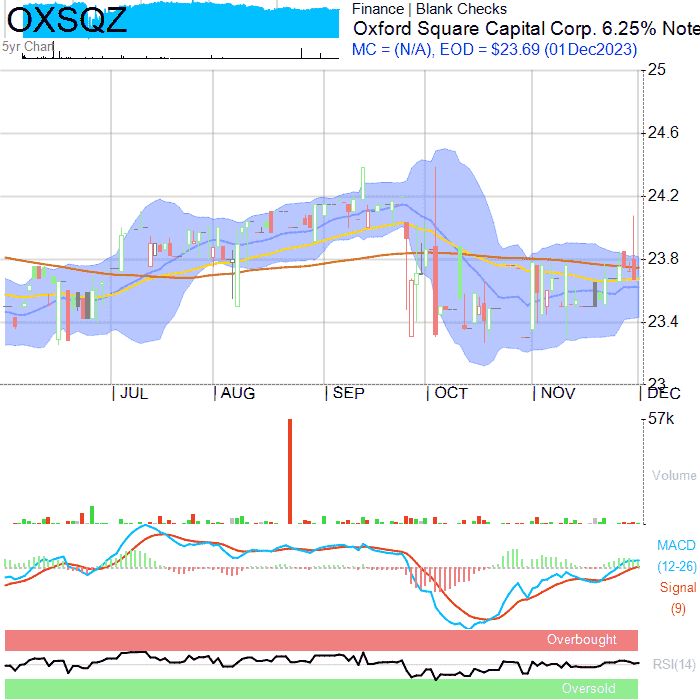 OXSQZ
5yr Chart
Finance | Blank Checks
Oxford Square Capital Corp. 6.25% Note
MC = (N/A), EOD = $23.69 (01Dec2023)
25
24.6
24.2
23.8
23.4
23
JUL AUG SEP OCT NOV DEC
57k
Volume
MACD
(12-26)
Signal
(9)
Overbought
RSI(14)
Oversold